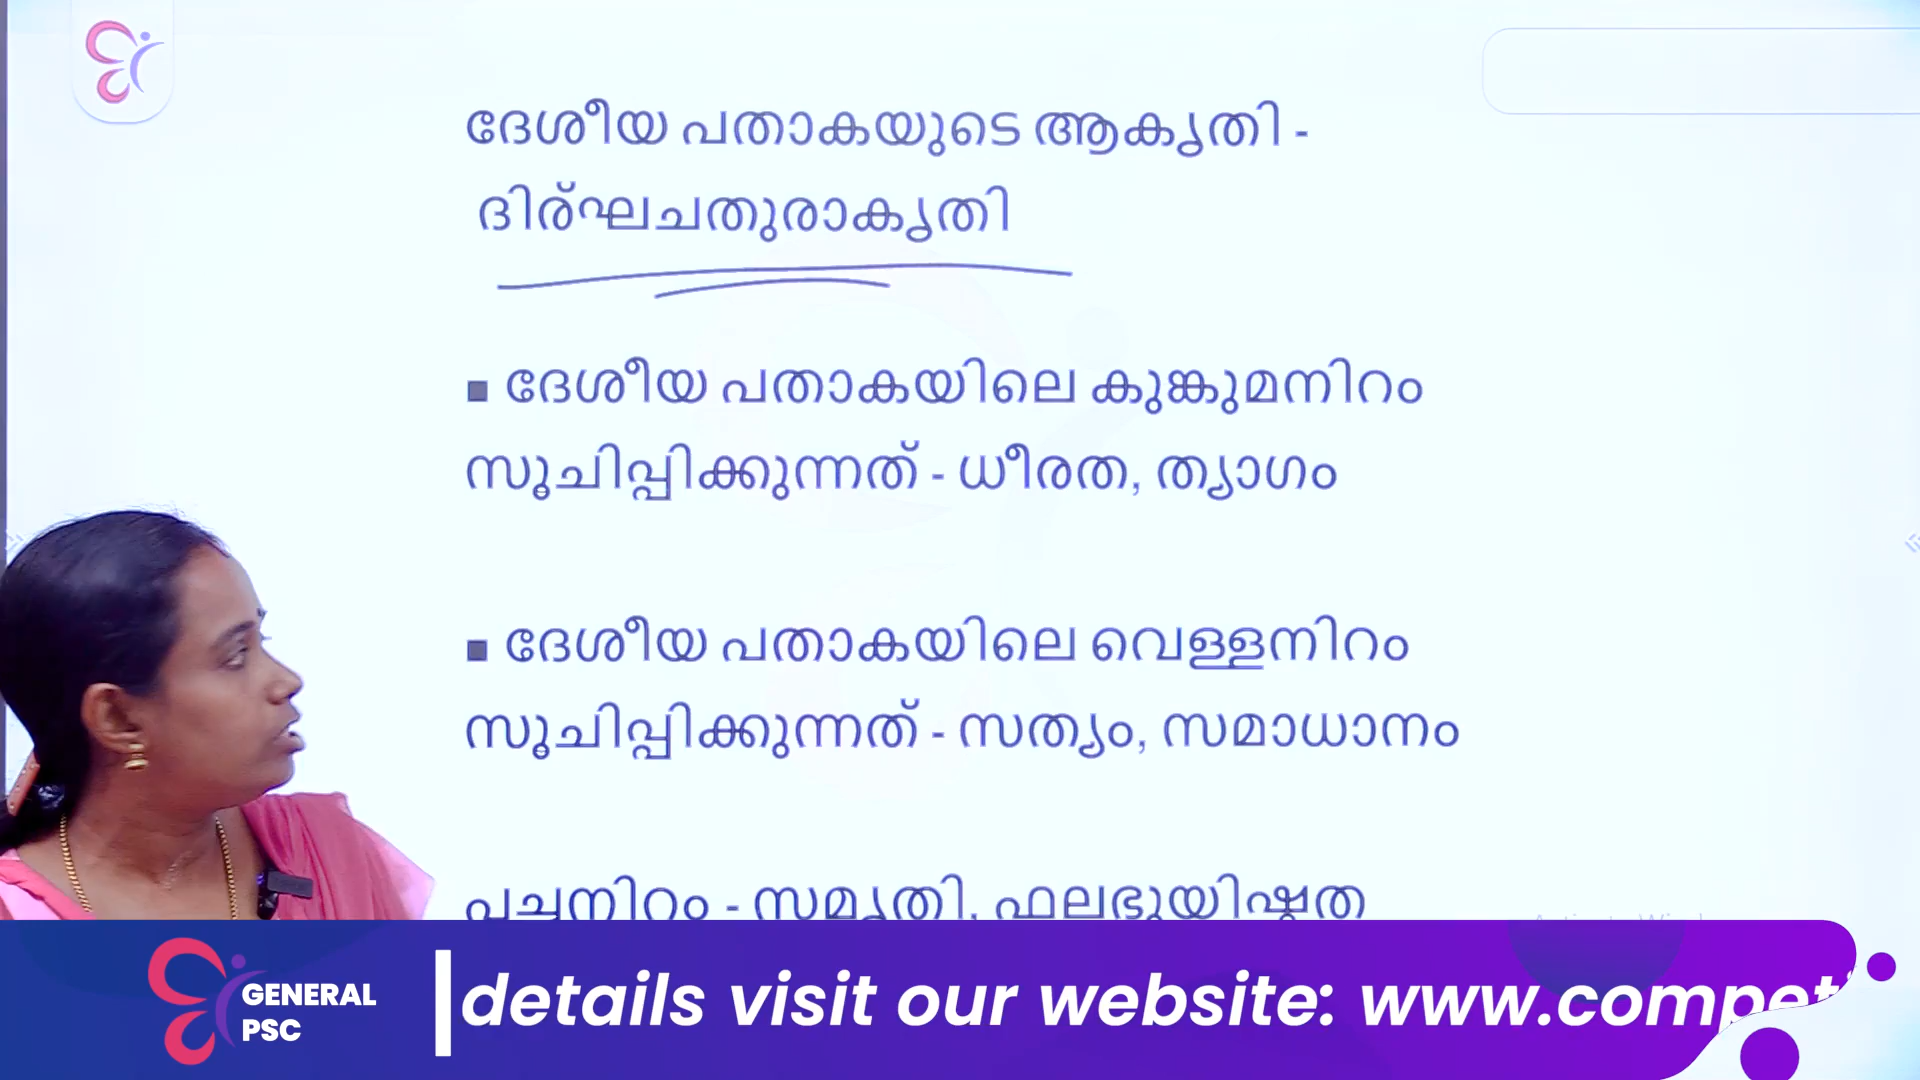 ദേശീയ പതാകയുടെ ആകൃതി -
ദിര്ഘചതുരാകൃതി
▪ ദേശീയ പതാകയിലെ കുങ്കുമനിറം
സൂചിപ്പിക്കുന്നത് - ധീരത, ത്യാഗം
▪ ദേശീയ പതാകയിലെ വെള്ളനിറം
സൂചിപ്പിക്കുന്നത് - സത്യം, സമാധാനം
പച്ചനിറം - സമൃതി, ഫലഭുയിഷ്ഠത
GENERAL
PSC
details visit our website: www.compet